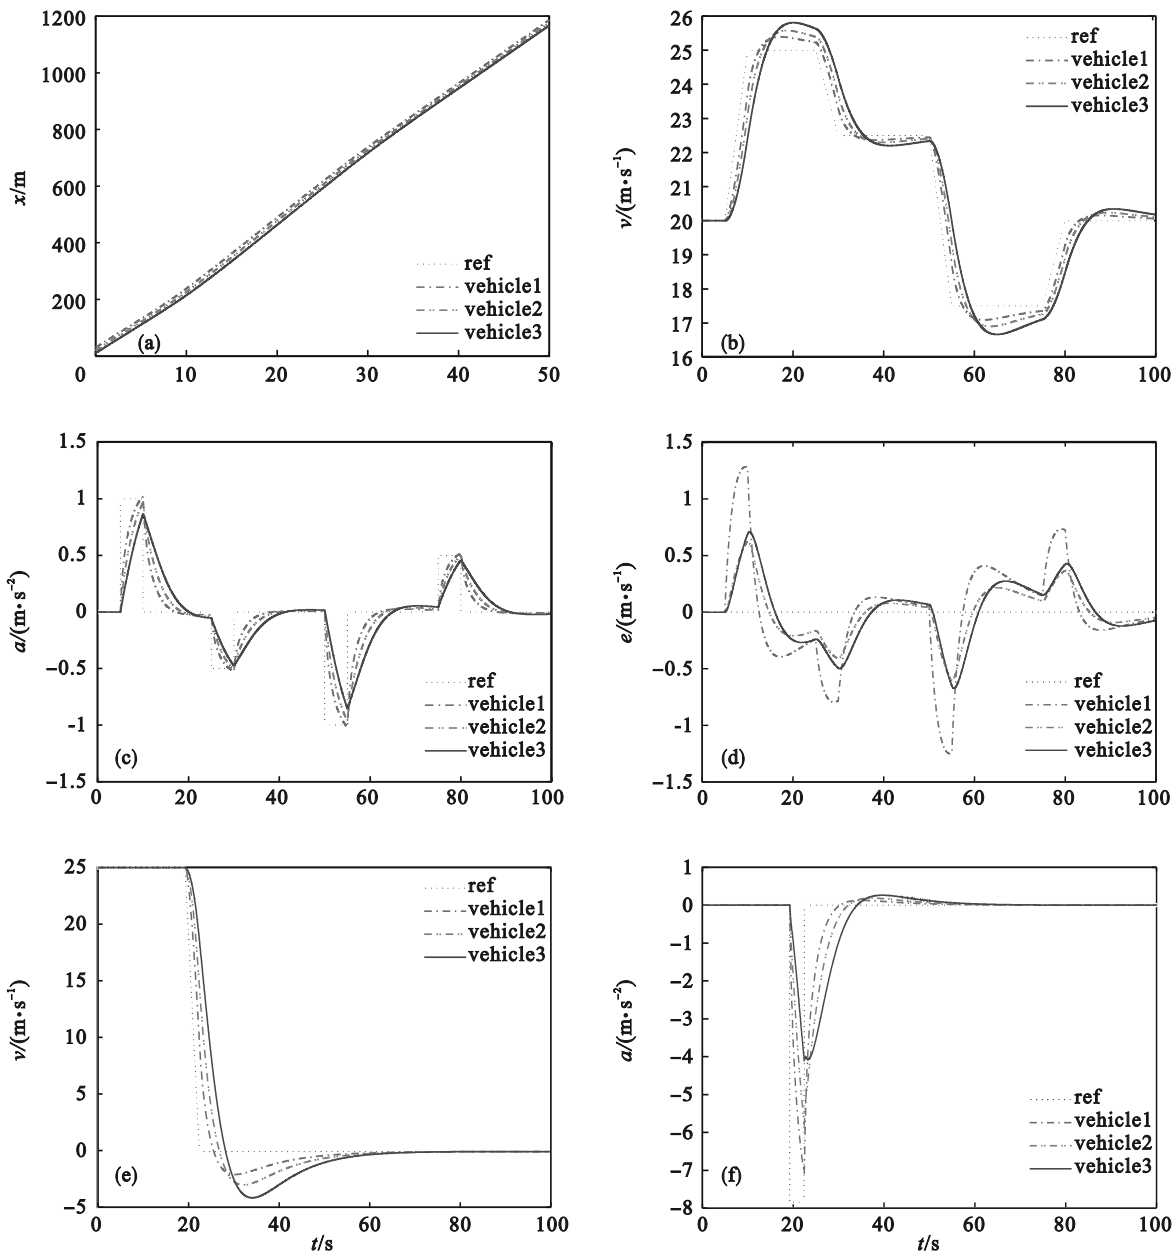 1200
1000
800
600
400
200
x/m
ref
vehicle1
vehicle2
vehicle3
(a)
0 10 20 30 40 50
26
25
24
23
22
21
20
19
18
17
16
v/(m•s⁻¹)
ref
vehicle1
vehicle2
vehicle3
(b)
0 20 40 60 80 100
1.5
1
0.5
0
−0.5
−1
−1.5
a/(m•s⁻²)
ref
vehicle1
vehicle2
vehicle3
(c)
0 20 40 60 80 100
1.5
1
0.5
0
−0.5
−1
−1.5
e/(m•s⁻¹)
ref
vehicle1
vehicle2
vehicle3
(d)
0 20 40 60 80 100
25
20
15
10
5
0
−5
v/(m•s⁻¹)
ref
vehicle1
vehicle2
vehicle3
(e)
0 20 40 60 80 100
t/s
1
0
−1
−2
−3
−4
−5
−6
−7
−8
a/(m•s⁻²)
ref
vehicle1
vehicle2
vehicle3
(f)
0 20 40 60 80 100
t/s